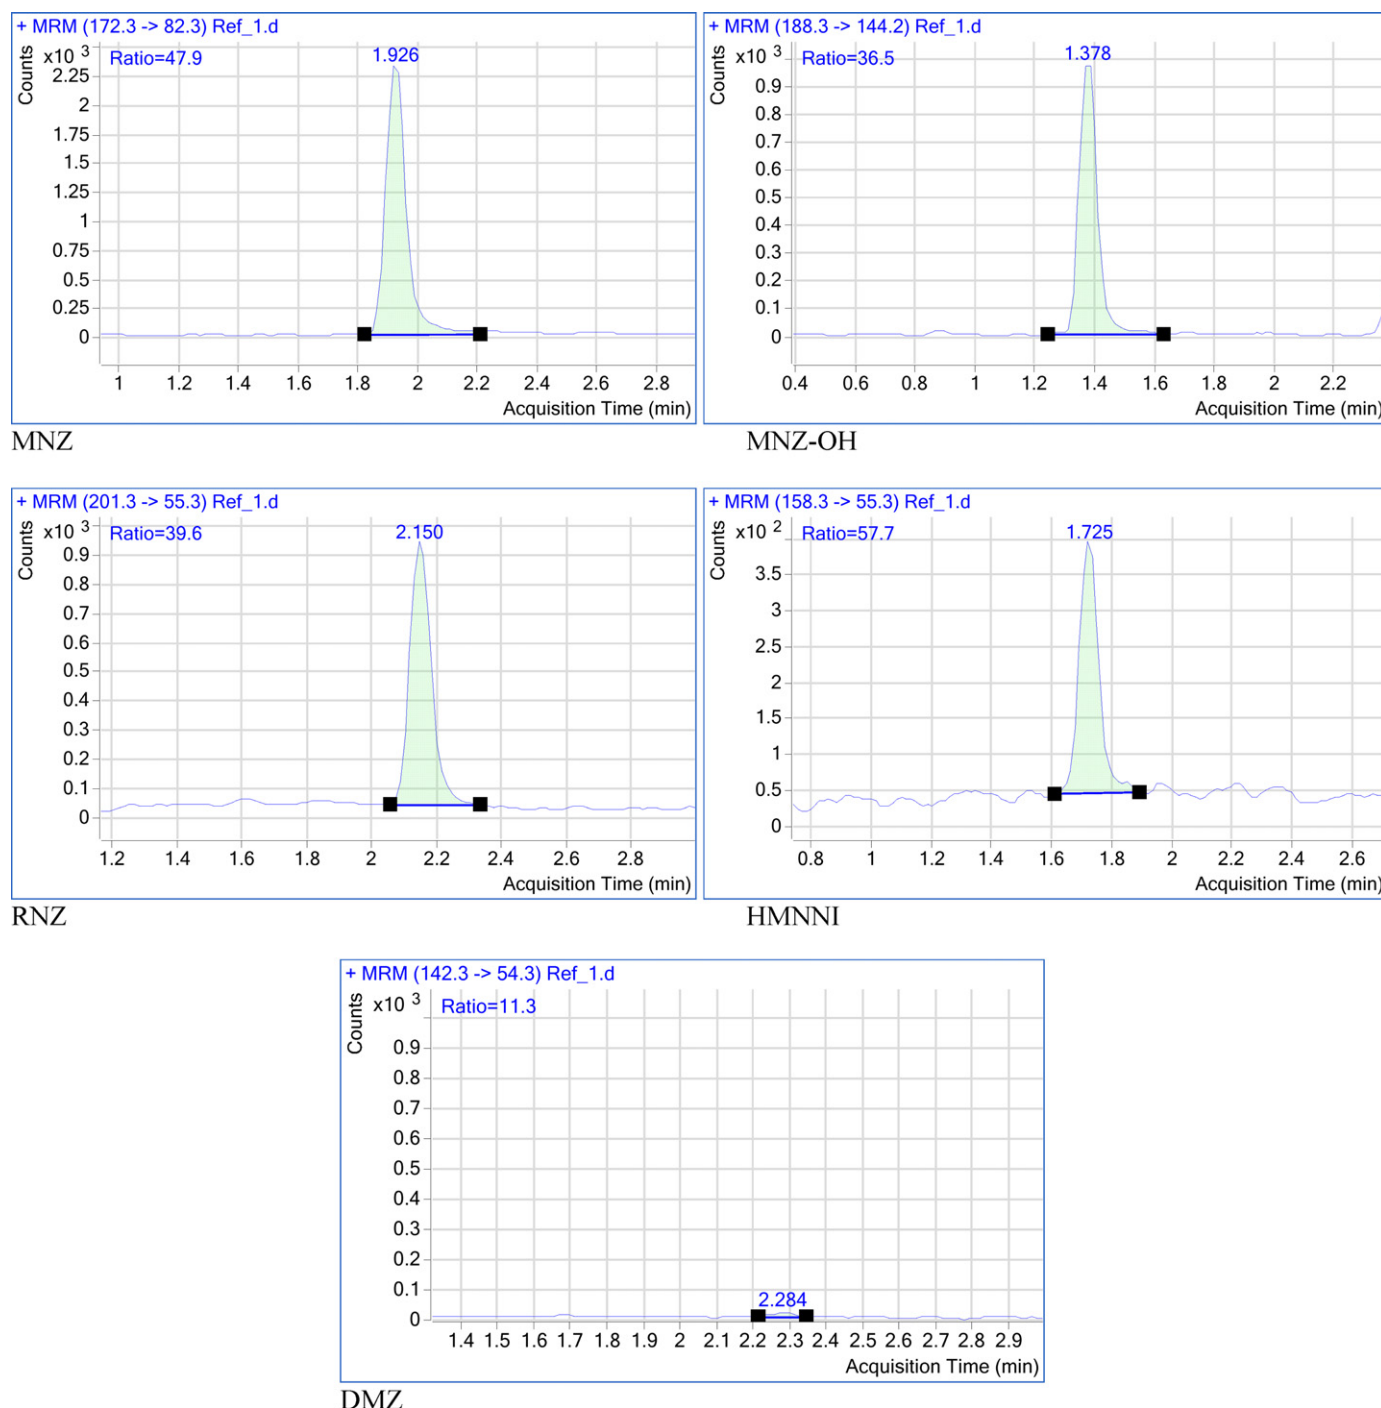 + MRM (172.3 -> 82.3) Ref_1.d
Counts
x10 3
Ratio=47.9
1.926
2.25
2
1.75
1.5
1.25
1
0.75
0.5
0.25
0
1 1.2 1.4 1.6 1.8 2 2.2 2.4 2.6 2.8
Acquisition Time (min)
MNZ
+ MRM (188.3 -> 144.2) Ref_1.d
Counts
x10 3
Ratio=36.5
1.378
0.9
0.8
0.7
0.6
0.5
0.4
0.3
0.2
0.1
0
0.4 0.6 0.8 1 1.2 1.4 1.6 1.8 2 2.2
Acquisition Time (min)
MNZ-OH
+ MRM (201.3 -> 55.3) Ref_1.d
Counts
x10 3
Ratio=39.6
2.150
0.9
0.8
0.7
0.6
0.5
0.4
0.3
0.2
0.1
0
1.2 1.4 1.6 1.8 2 2.2 2.4 2.6 2.8
Acquisition Time (min)
RNZ
+ MRM (158.3 -> 55.3) Ref_1.d
Counts
x10 2
Ratio=57.7
1.725
3.5
3
2.5
2
1.5
1
0.5
0
0.8 1 1.2 1.4 1.6 1.8 2 2.2 2.4 2.6
Acquisition Time (min)
HMNNI
+ MRM (142.3 -> 54.3) Ref_1.d
Counts
x10 3
Ratio=11.3
0.9
0.8
0.7
0.6
0.5
0.4
0.3
0.2
0.1
0
2.284
1.4 1.5 1.6 1.7 1.8 1.9 2 2.1 2.2 2.3 2.4 2.5 2.6 2.7 2.8 2.9
Acquisition Time (min)
DMZ